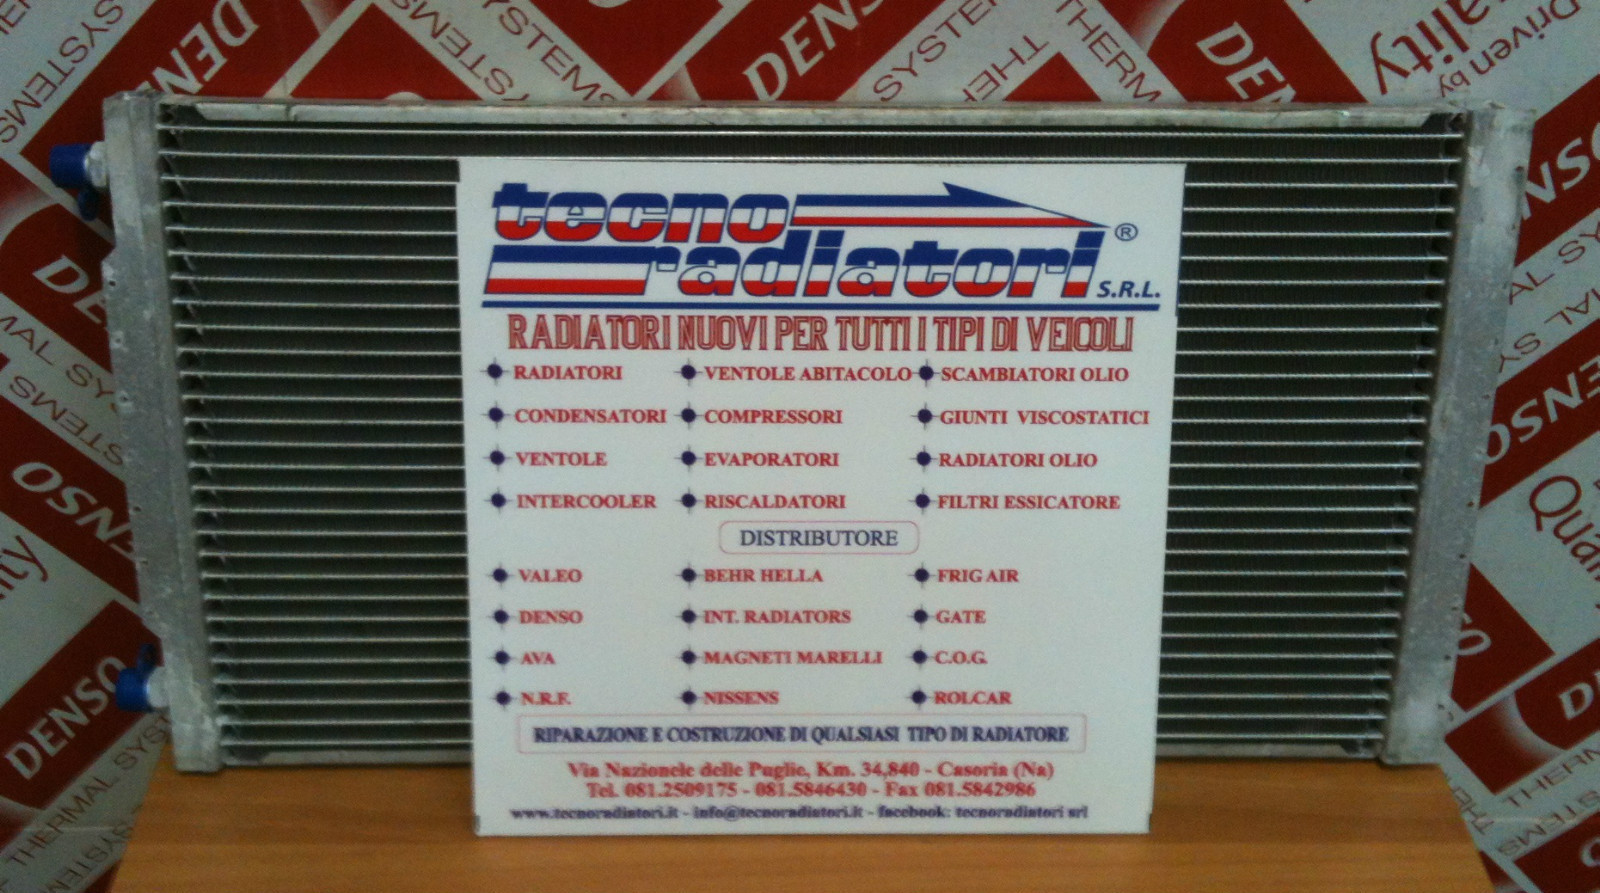 tecno
radiatori ® S.R.L.
RADIATORI NUOVI PER TUTTI I TIPI DI VEICOLI
RADIATORI VENTOLE ABITACOLO SCAMBIATORI OLIO
CONDENSATORI COMPRESSORI GIUNTI VISCOSTATICI
VENTOLE EVAPORATORI RADIATORI OLIO
INTERCOOLER RISCALDATORI FILTRI ESSICATORE
DISTRIBUTORE
VALEO BEHR HELLA FRIG AIR
DENSO INT. RADIATORS GATE
AVA MAGNETI MARELLI C.O.G.
N.R.F. NISSENS ROLCAR
RIPARAZIONE E COSTRUZIONE DI QUALSIASI TIPO DI RADIATORE
Via Nazionele delle Puglie, Km. 34,840 - Casoria (Na)
Tel. 081.2509175 - 081.5846430 - Fax 081.5842986
www.tecnoradiatori.it - info@tecnoradiatori.it - facebook: tecnoradiatori srl
DENSO
THERMAL SYSTEMS
Driven by
Quality